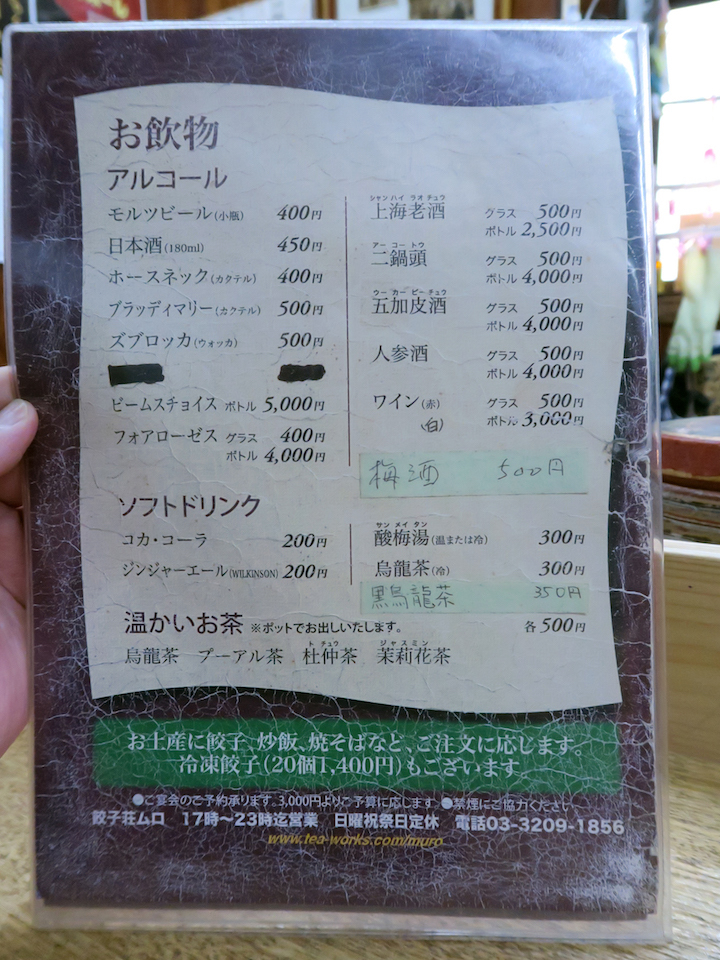 お飲物
アルコール
モルツビール(小瓶) 400円
日本酒(180ml) 450円
ホースネック(カクテル) 400円
ブラッディマリー(カクテル) 500円
ズブロッカ(ウォッカ) 500円
ビームスチョイス ボトル 5,000円
フォアローゼス グラス 400円
ボトル 4,000円
シャン ハイ ラオ チュウ
上海老酒 グラス 500円
ボトル 2,500円
アー コー トウ
二鍋頭 グラス 500円
ボトル 4,000円
ウー カー ピー チュウ
五加皮酒 グラス 500円
ボトル 4,000円
人参酒 グラス 500円
ボトル 4,000円
ワイン(赤) グラス 500円
(白) ボトル 3,000円
梅酒 500円
ソフトドリンク
コカ・コーラ 200円
ジンジャーエール(WILKINSON) 200円
サン メイ タン
酸梅湯(温または冷) 300円
烏龍茶(冷) 300円
黒烏龍茶 350円
温かいお茶 ※ポットでお出しいたします。 各500円
ト チュウ ジャスミン
烏龍茶 プーアル茶 杜仲茶 茉莉花茶
お土産に餃子、炒飯、焼そばなど、ご注文に応じます。
冷凍餃子(20個1,400円)もございます。
●ご宴会のご予約承ります。3,000円よりご予算に応じます。●禁煙にご協力ください。
餃子荘ムロ 17時〜23時迄営業 日曜祝祭日定休 電話03-3209-1856
www.tea-works.com/muro